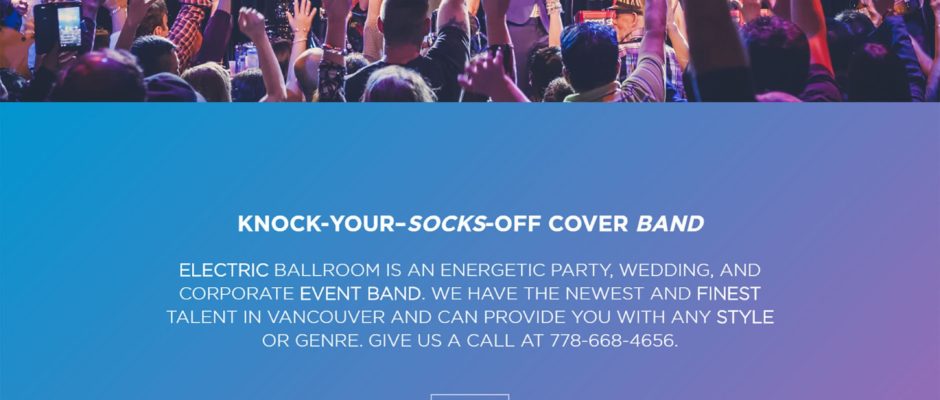 KNOCK-YOUR–SOCKS-OFF COVER BAND
ELECTRIC BALLROOM IS AN ENERGETIC PARTY, WEDDING, AND
CORPORATE EVENT BAND. WE HAVE THE NEWEST AND FINEST
TALENT IN VANCOUVER AND CAN PROVIDE YOU WITH ANY STYLE
OR GENRE. GIVE US A CALL AT 778-668-4656.